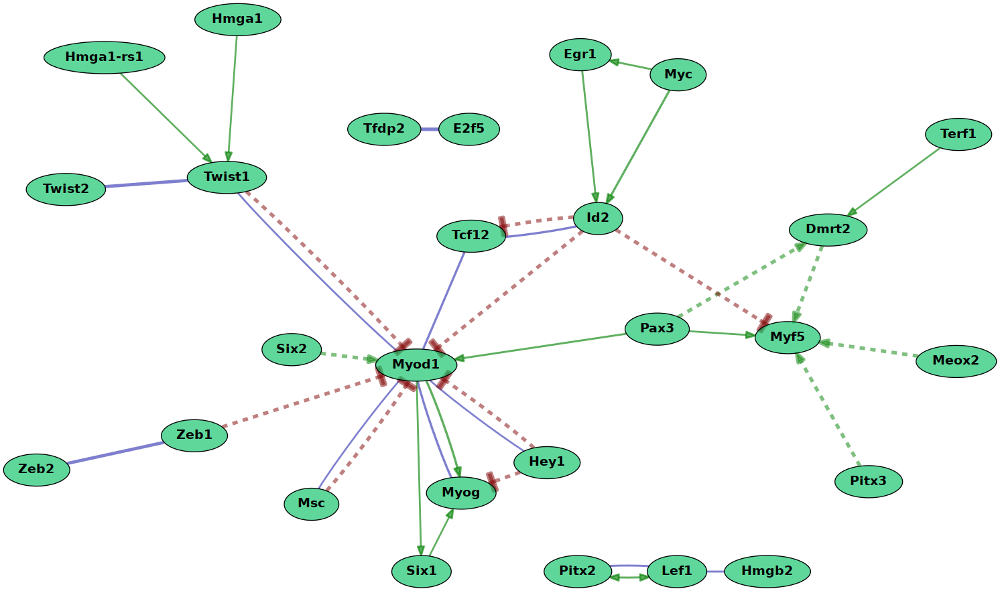 Hmga1
Hmga1-rs1
Egr1
Myc
Tfdp2
E2f5
Terf1
Twist1
Twist2
Id2
Tcf12
Dmrt2
Pax3
Myf5
Six2
Myod1
Meox2
Zeb1
Zeb2
Hey1
Pitx3
Myog
Msc
Six1
Pitx2
Lef1
Hmgb2